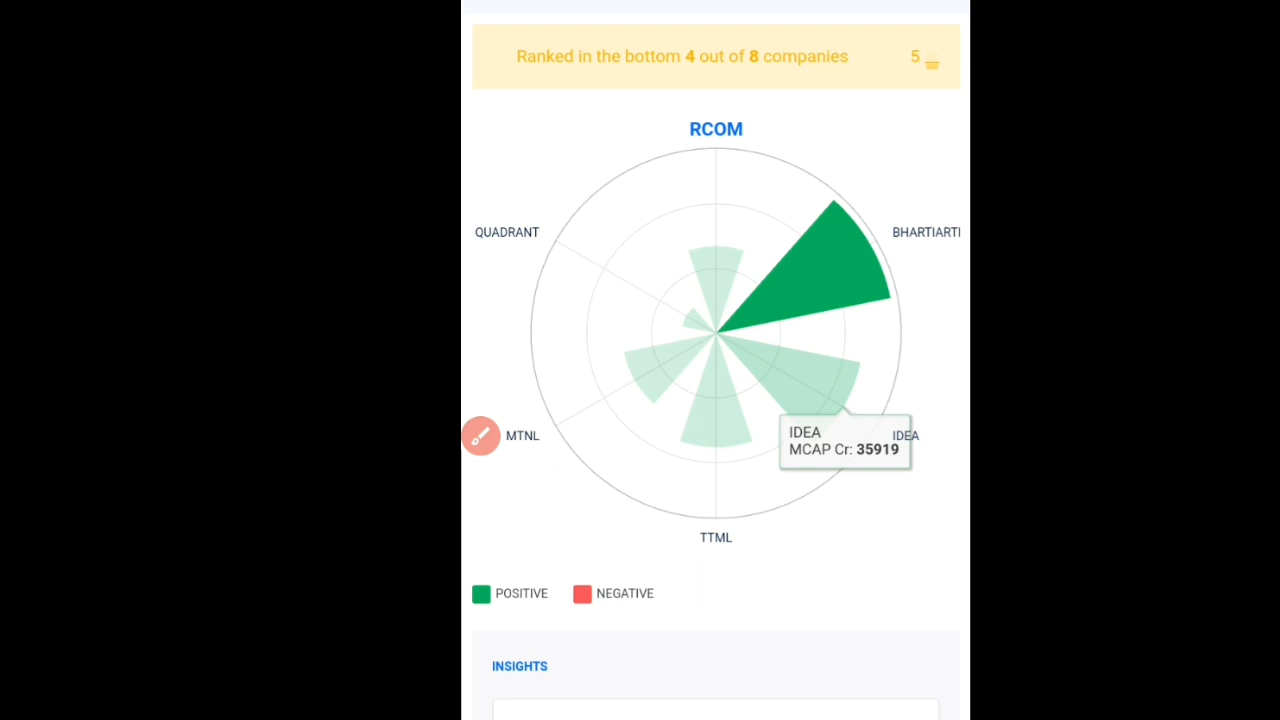 Ranked in the bottom 4 out of 8 companies 5
RCOM
QUADRANT
BHARTIARTI
IDEA
MCAP Cr: 35919
IDEA
MTNL
TTML
POSITIVE NEGATIVE
INSIGHTS